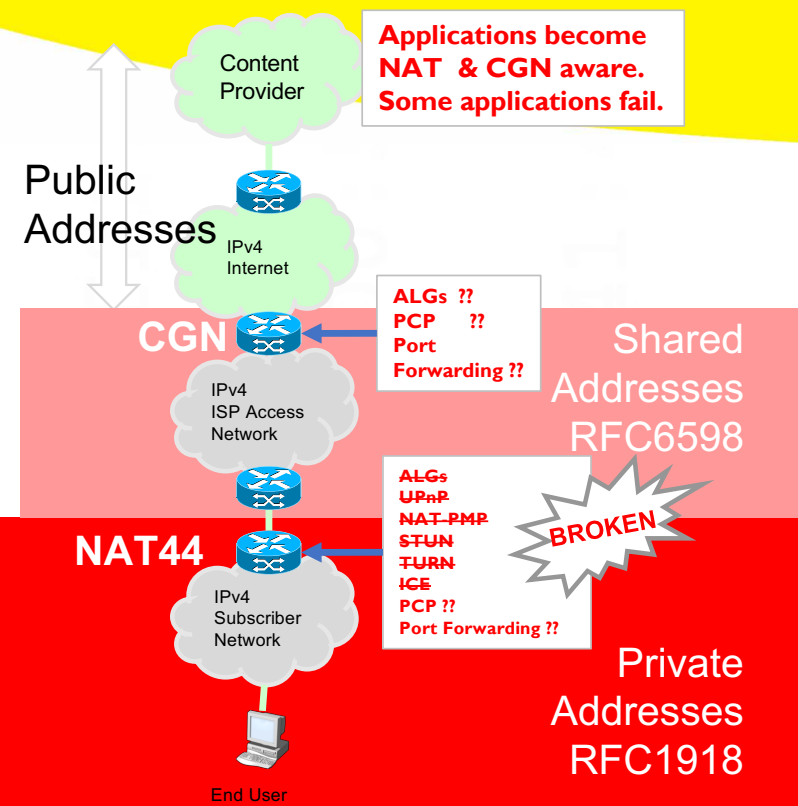 Content
Provider
Applications become
NAT & CGN aware.
Some applications fail.
Public
Addresses
IPv4
Internet
CGN
ALGs ??
PCP ??
Port
Forwarding ??
Shared
Addresses
RFC6598
IPv4
ISP Access
Network
NAT44
ALGs
UPnP
NAT-PMP
STUN
TURN
ICE
PCP ??
Port Forwarding ??
BROKEN
IPv4
Subscriber
Network
Private
Addresses
RFC1918
End User